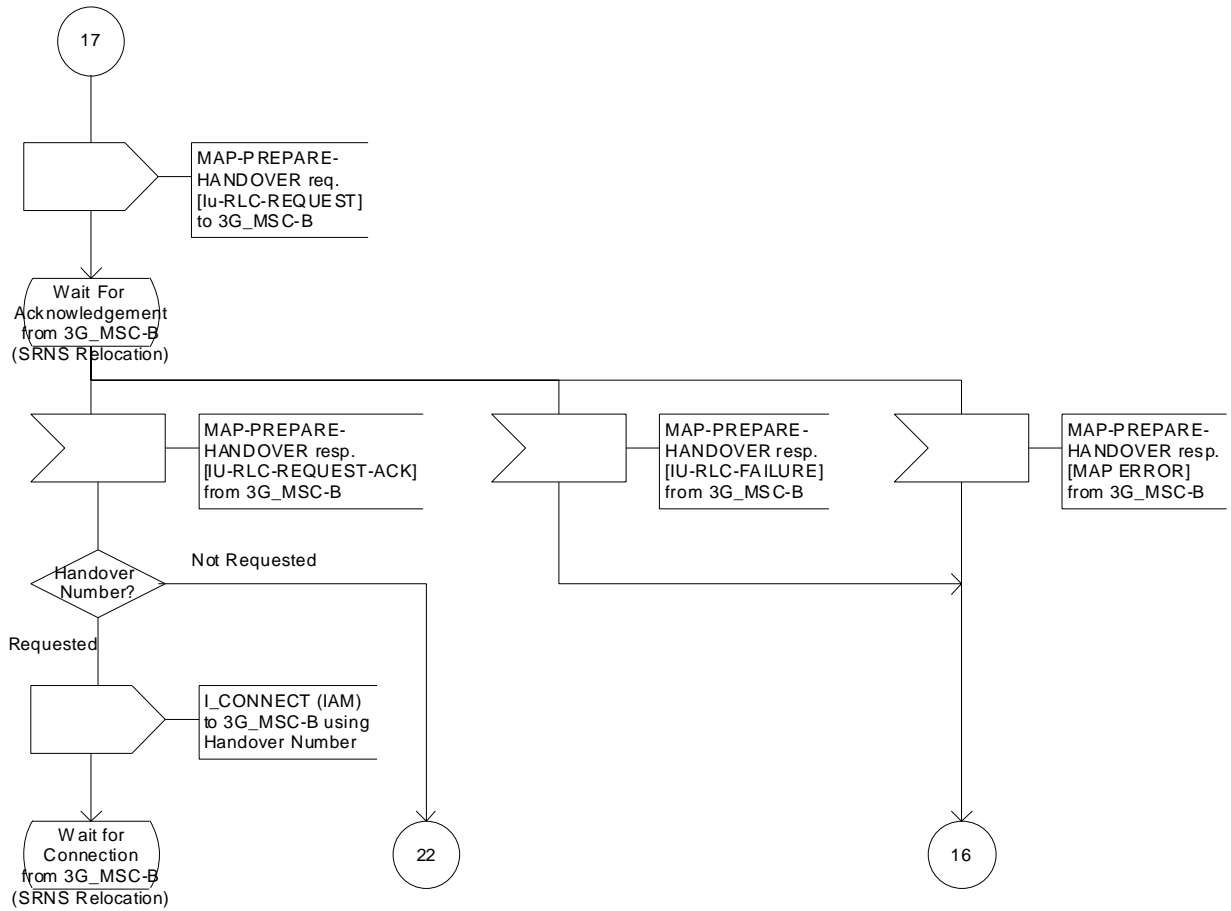 17
MAP-PREPARE-
HANDOVER req.
[Iu-RLC-REQUEST]
to 3G_MSC-B
Wait For
Acknowledgement
from 3G_MSC-B
(SRNS Relocation)
MAP-PREPARE-
HANDOVER resp.
[IU-RLC-REQUEST-ACK]
from 3G_MSC-B
MAP-PREPARE-
HANDOVER resp.
[IU-RLC-FAILURE]
from 3G_MSC-B
MAP-PREPARE-
HANDOVER resp.
[MAP ERROR]
from 3G_MSC-B
Handover
Number?
Not Requested
Requested
I_CONNECT (IAM)
to 3G_MSC-B using
Handover Number
Wait for
Connection
from 3G_MSC-B
(SRNS Relocation)
22
16